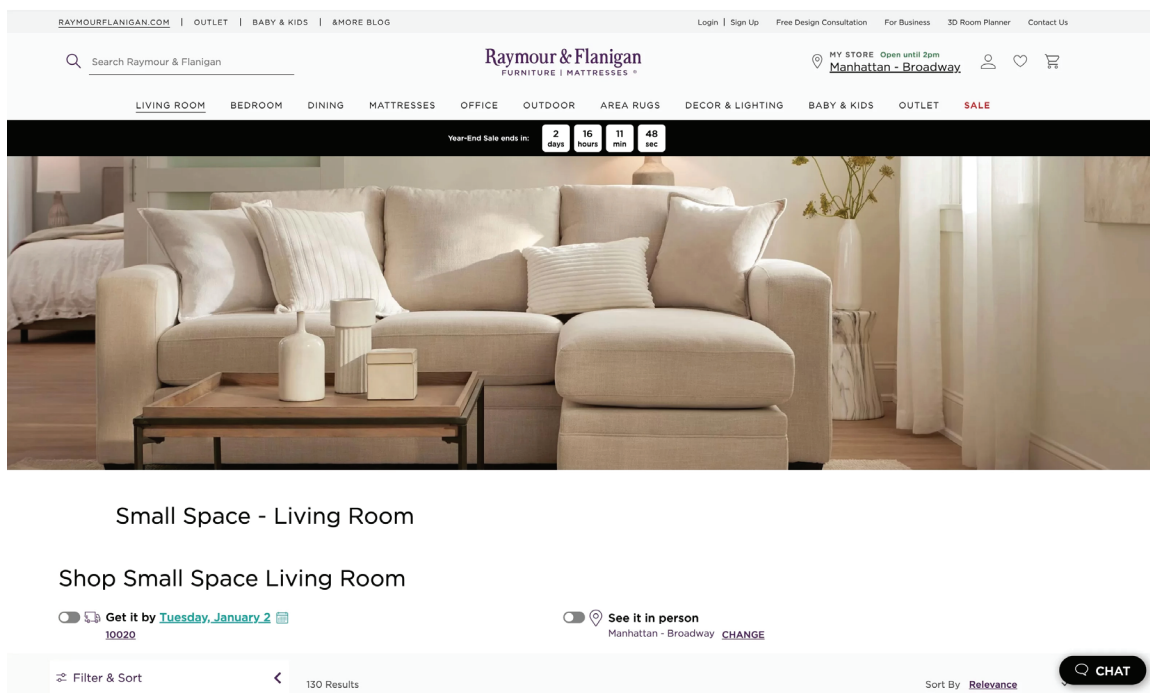 RAYMOURFLANIGAN.COM | OUTLET | BABY & KIDS | &MORE BLOG
Login | Sign Up Free Design Consultation For Business 3D Room Planner Contact Us
Search Raymour & Flanigan
Raymour & Flanigan
FURNITURE | MATTRESSES ®
MY STORE Open until 2pm
Manhattan - Broadway
LIVING ROOM BEDROOM DINING MATTRESSES OFFICE OUTDOOR AREA RUGS DECOR & LIGHTING BABY & KIDS OUTLET SALE
Year-End Sale ends in: 2 days 16 hours 11 min 48 sec
Small Space - Living Room
Shop Small Space Living Room
Get it by Tuesday, January 2
10020
See it in person
Manhattan - Broadway CHANGE
Filter & Sort
130 Results
Sort By Relevance
CHAT